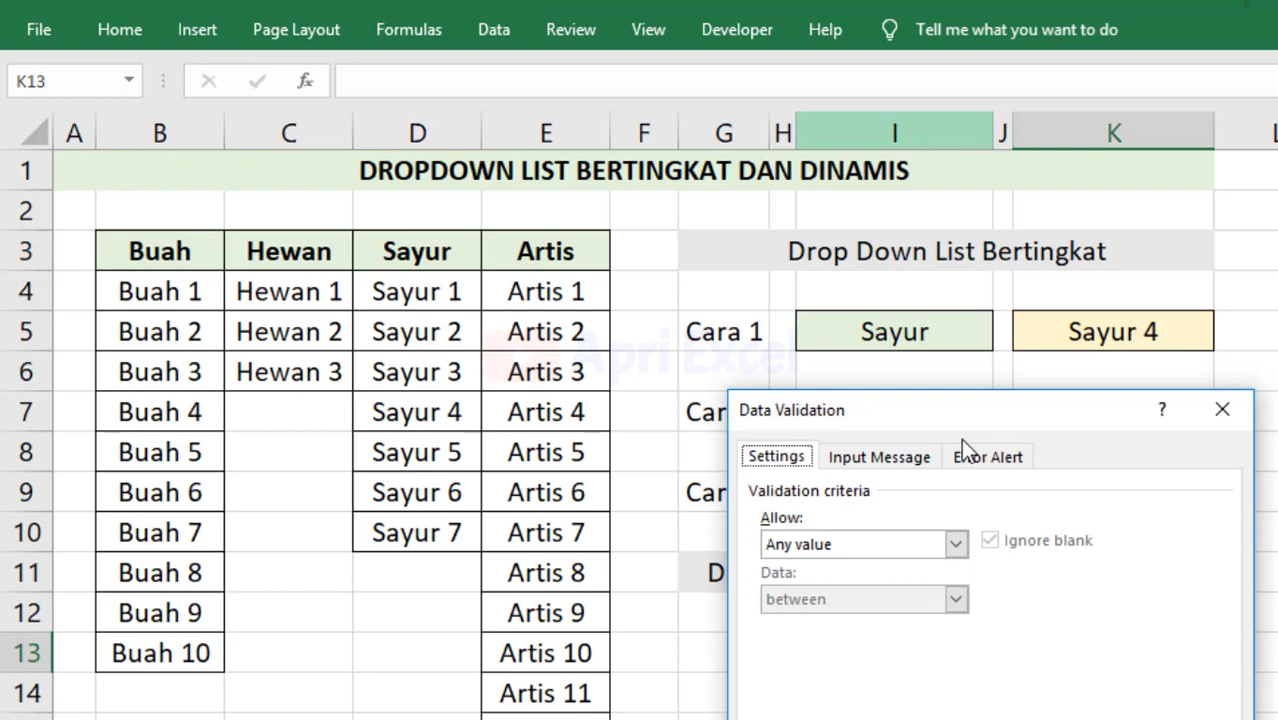 File Home Insert Page Layout Formulas Data Review View Developer Help Tell me what you want to do
K13 fx
A B C D E F G H I J K L
1 DROPDOWN LIST BERTINGKAT DAN DINAMIS
2
3 Buah Hewan Sayur Artis Drop Down List Bertingkat
4 Buah 1 Hewan 1 Sayur 1 Artis 1
5 Buah 2 Hewan 2 Sayur 2 Artis 2 Cara 1 Sayur Sayur 4
Apri Excel
6 Buah 3 Hewan 3 Sayur 3 Artis 3
7 Buah 4 Sayur 4 Artis 4 Car
8 Buah 5 Sayur 5 Artis 5
9 Buah 6 Sayur 6 Artis 6 Car
10 Buah 7 Sayur 7 Artis 7
11 Buah 8 Artis 8 D
12 Buah 9 Artis 9
13 Buah 10 Artis 10
14 Artis 11
Data Validation ?
Settings Input Message Error Alert
Validation criteria
Allow:
Any value Ignore blank
Data:
between